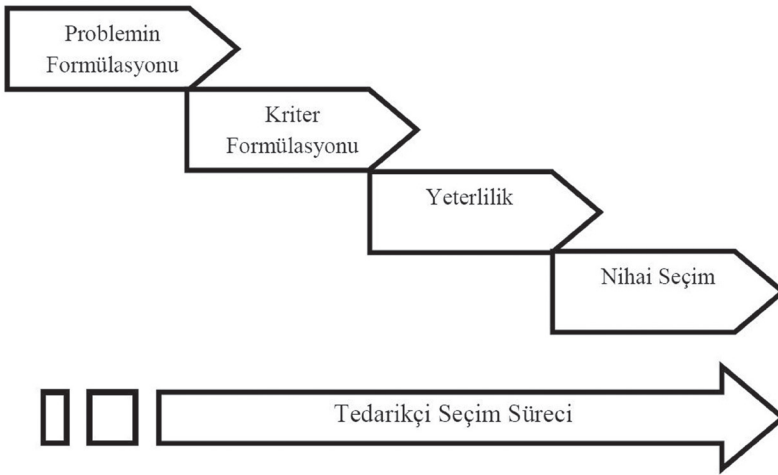 Problemin
Formülasyonu
Kriter
Formülasyonu
Yeterlilik
Nihai Seçim
Tedarikçi Seçim Süreci